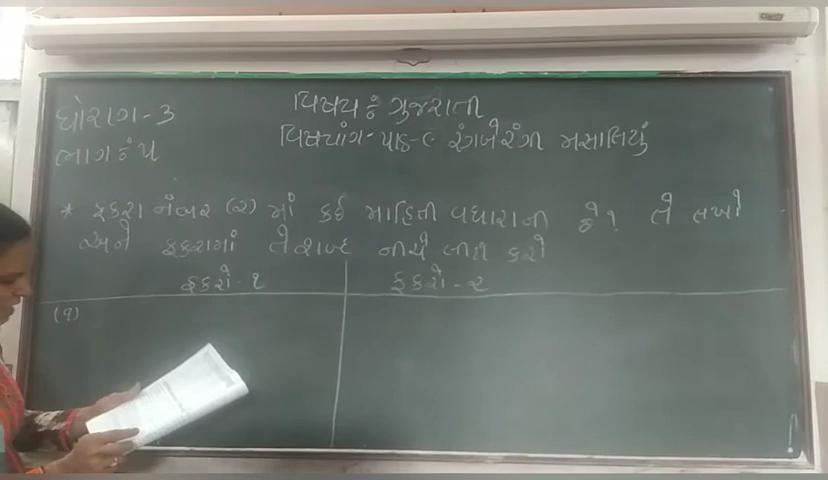 ધોરણ-૩
વિષય : ગુજરાતી
ભાગ : ૫
વિષયાંગ- પાઠ-૯ રંગબેરંગી મસાલિયું
* ફકરા નંબર (૨) માં કઈ માહિતી વધારાની છે? તે લખો
અને ફકરામાં તે શબ્દ નીચે લીટી કરો
ફકરો-૧
ફકરો-૨
(૧)